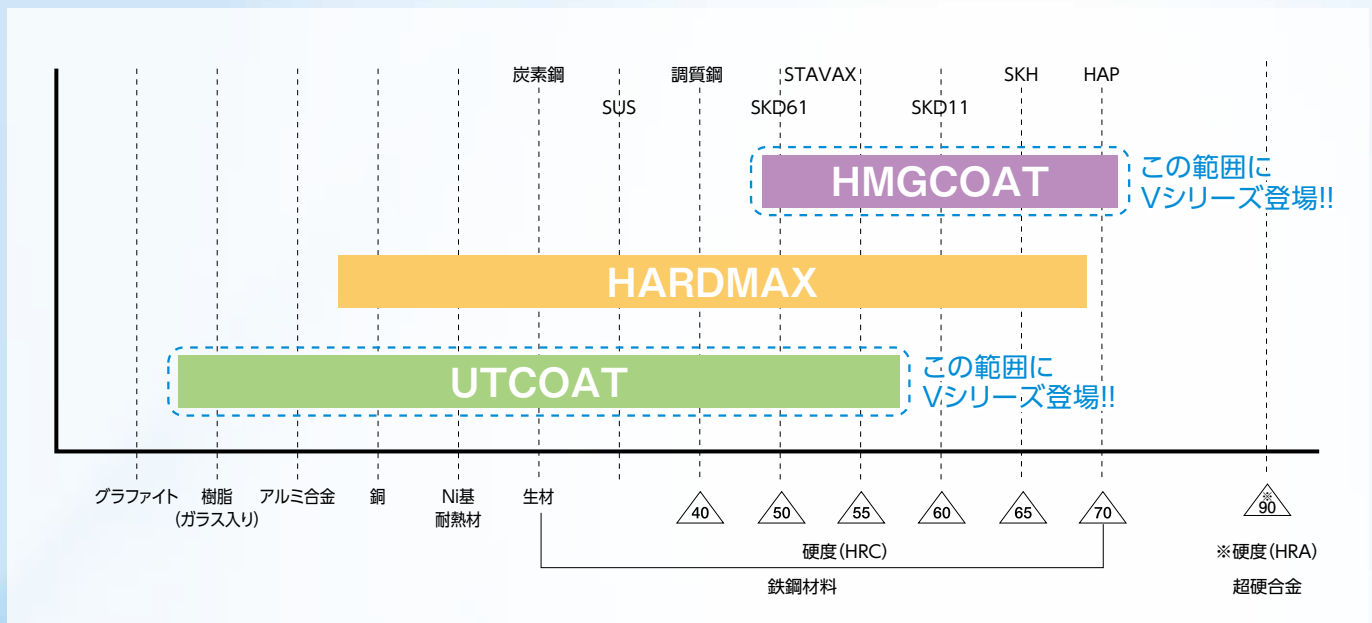 炭素鋼 調質鋼 STAVAX SKH HAP
SUS SKD61 SKD11
HMGCOAT
この範囲に
Vシリーズ登場!!
HARDMAX
UTCOAT
この範囲に
Vシリーズ登場!!
グラファイト 樹脂 アルミ合金 銅 Ni基 生材
(ガラス入り) 耐熱材
40 50 55 60 65 70 ※90
硬度(HRC) ※硬度(HRA)
鉄鋼材料 超硬合金